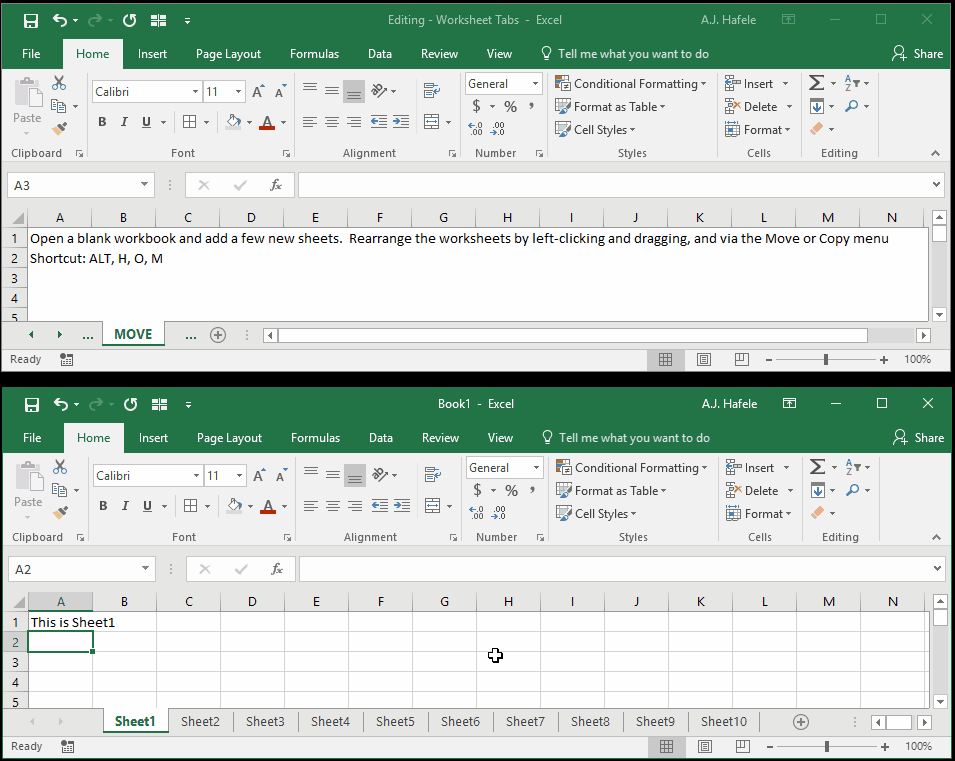 Editing - Worksheet Tabs - Excel A.J. Hafele
File Home Insert Page Layout Formulas Data Review View Tell me what you want to do Share
Calibri 11 General Conditional Formatting Insert
Paste $ % , Format as Table Delete
B I U A Cell Styles Format
Clipboard Font Alignment Number Styles Cells Editing
A3 fx
A B C D E F G H I J K L M N
1 Open a blank workbook and add a few new sheets. Rearrange the worksheets by left-clicking and dragging, and via the Move or Copy menu
2 Shortcut: ALT, H, O, M
3
4
5
... MOVE ...
Ready 100%
Book1 - Excel A.J. Hafele
File Home Insert Page Layout Formulas Data Review View Tell me what you want to do Share
Calibri 11 General Conditional Formatting Insert
Paste $ % , Format as Table Delete
B I U A Cell Styles Format
Clipboard Font Alignment Number Styles Cells Editing
A2 fx
A B C D E F G H I J K L M N
1 This is Sheet1
2
3
4
5
Sheet1 Sheet2 Sheet3 Sheet4 Sheet5 Sheet6 Sheet7 Sheet8 Sheet9 Sheet10
Ready 100%